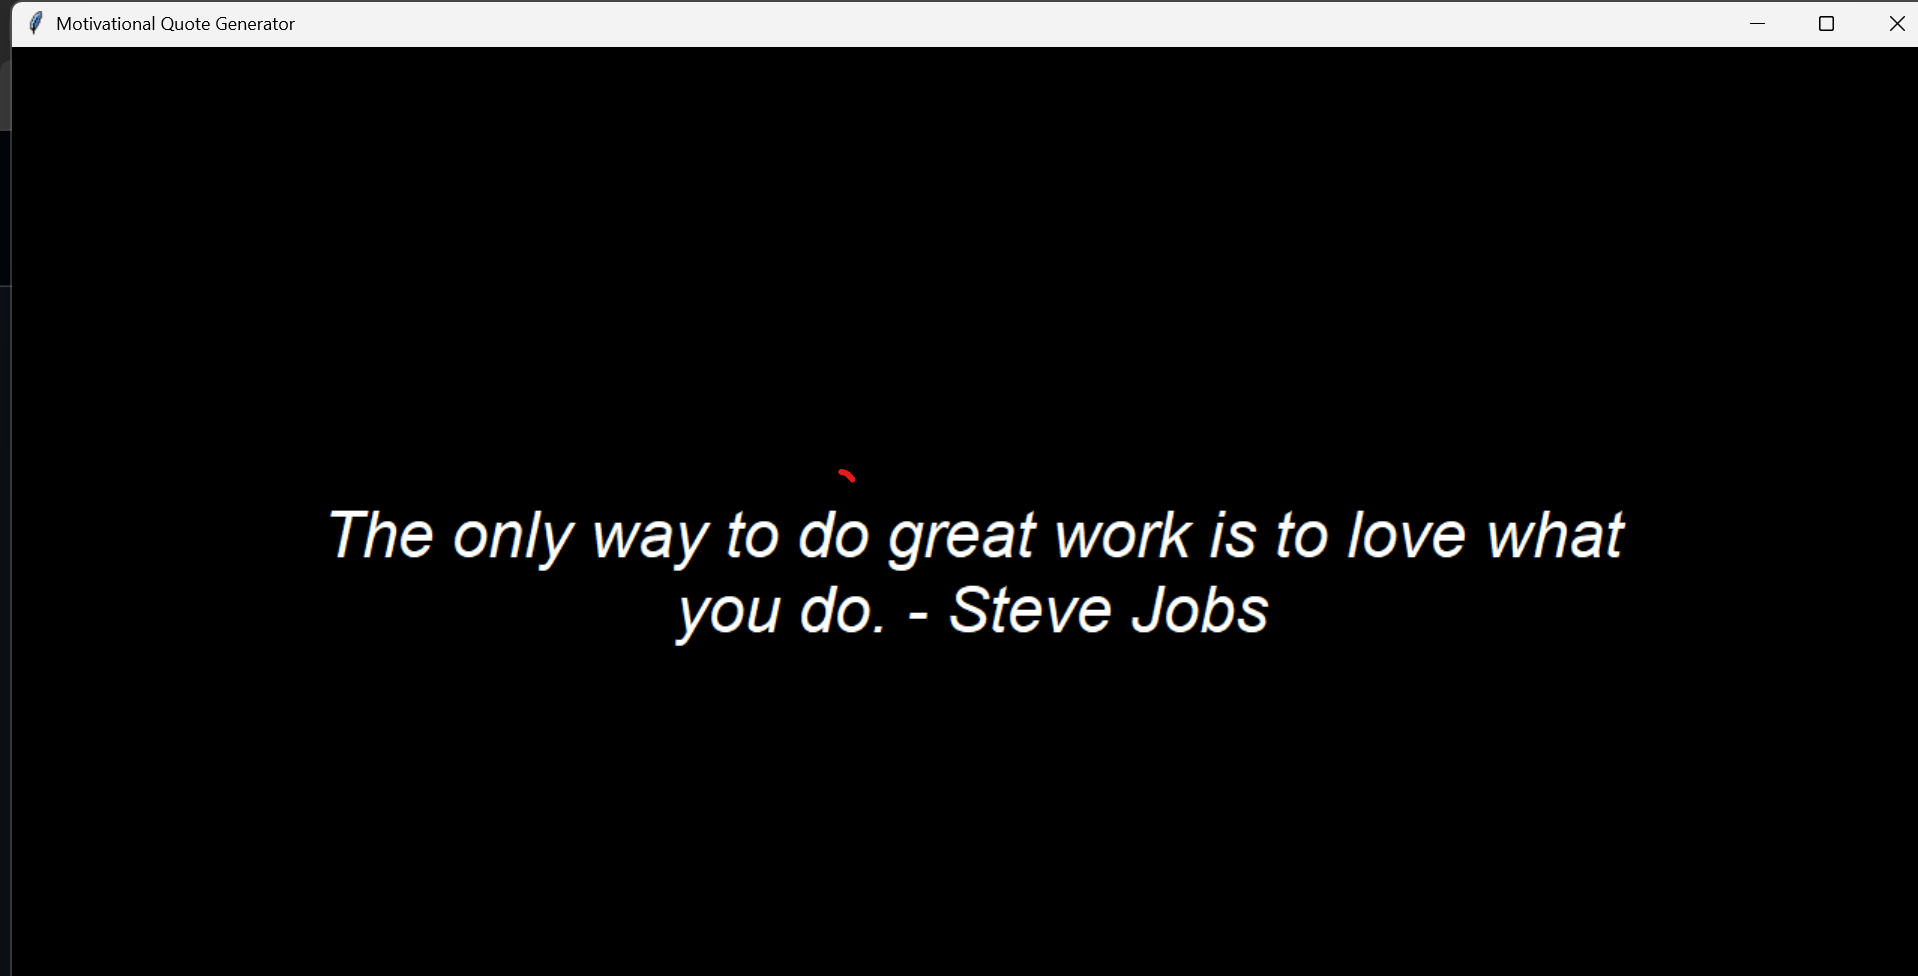 Motivational Quote Generator
The only way to do great work is to love what
you do. - Steve Jobs